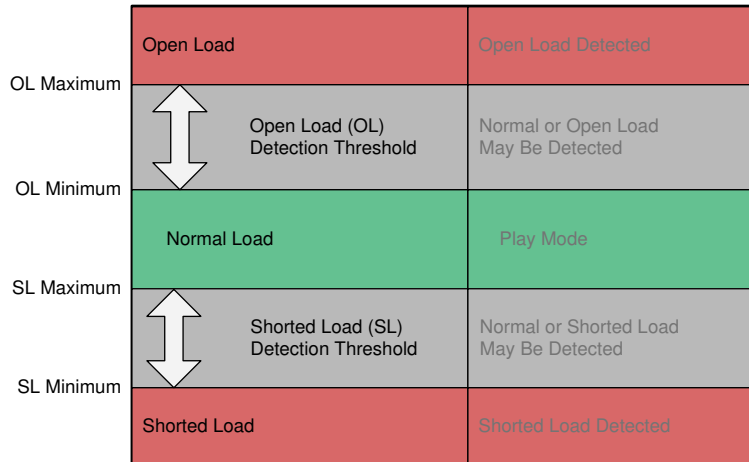 Open Load
Open Load Detected
OL Maximum
Open Load (OL)
Detection Threshold
Normal or Open Load
May Be Detected
OL Minimum
Normal Load
Play Mode
SL Maximum
Shorted Load (SL)
Detection Threshold
Normal or Shorted Load
May Be Detected
SL Minimum
Shorted Load
Shorted Load Detected